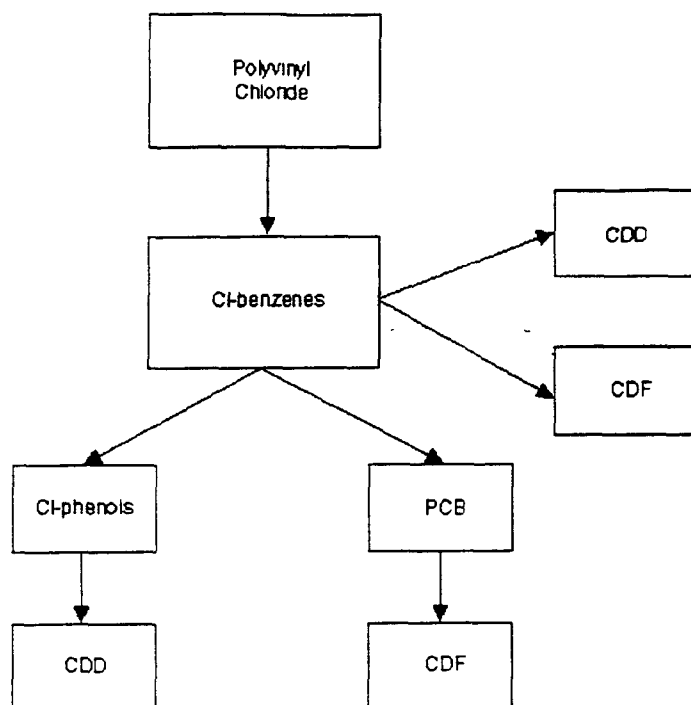 Polyvinyl
Chloride
CDD
Cl-benzenes
CDF
Cl-phenols
PCB
CDD
CDF